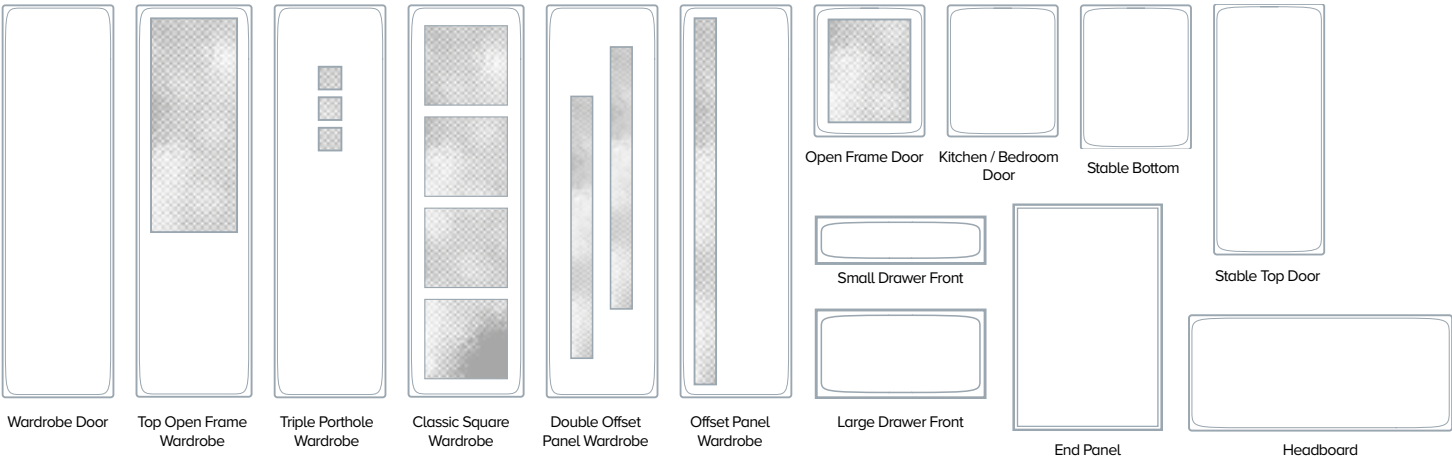 Open Frame Door
Kitchen / Bedroom
Door
Stable Bottom
Small Drawer Front
Stable Top Door
Wardrobe Door
Top Open Frame
Wardrobe
Triple Porthole
Wardrobe
Classic Square
Wardrobe
Double Offset
Panel Wardrobe
Offset Panel
Wardrobe
Large Drawer Front
End Panel
Headboard